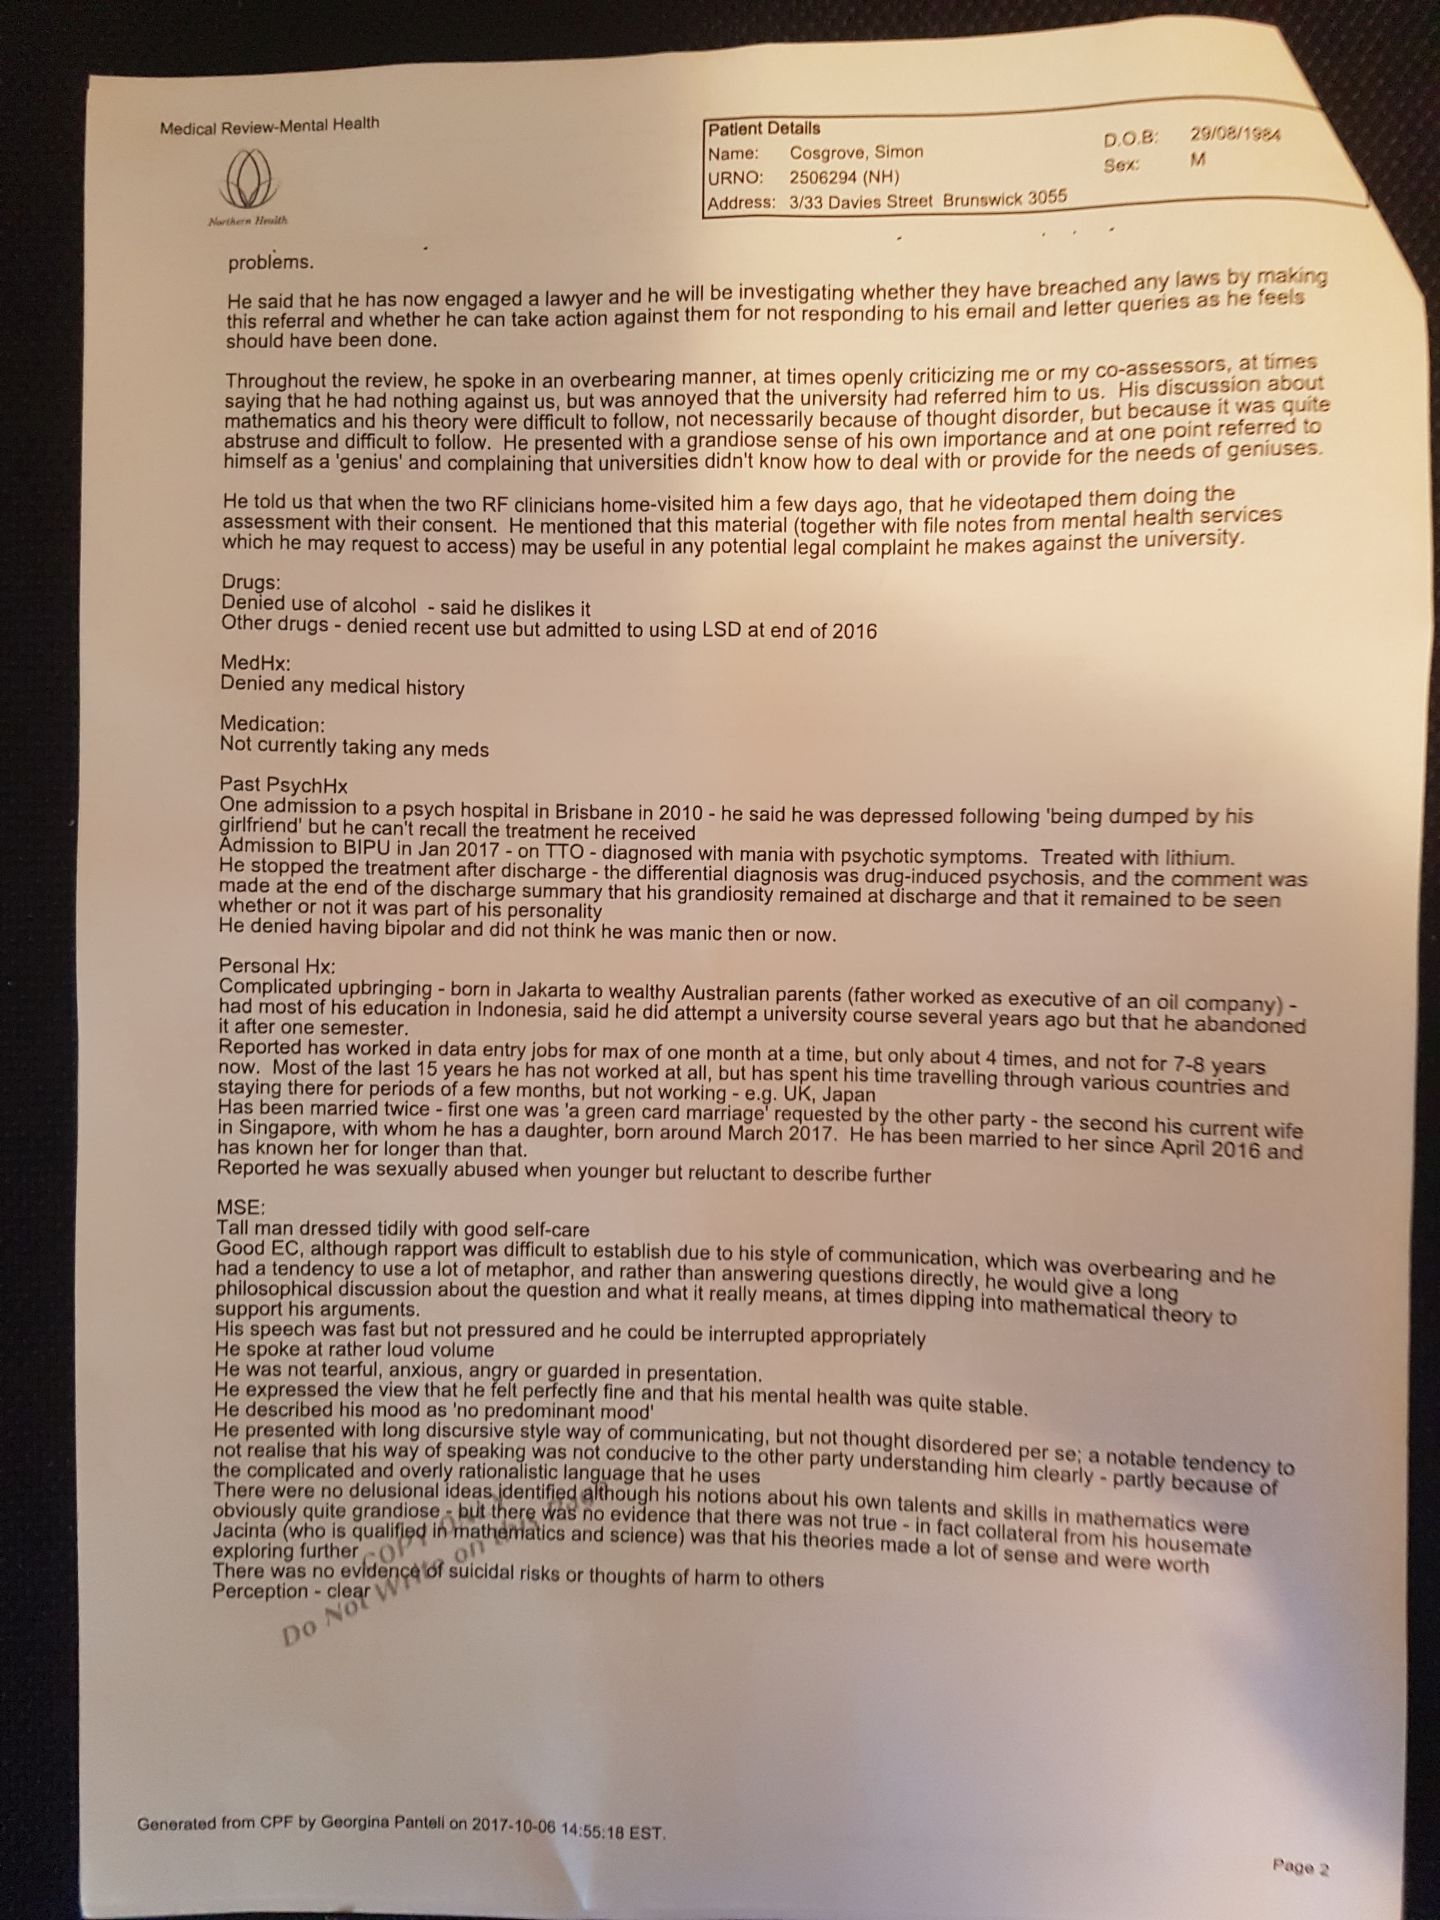 Medical Review-Mental Health
Northern Health
Patient Details
Name: Cosgrove, Simon
URNO: 2506294 (NH)
Address: 3/33 Davies Street Brunswick 3055
D.O.B: 29/08/1984
Sex: M
problems.
He said that he has now engaged a lawyer and he will be investigating whether they have breached any laws by making
this referral and whether he can take action against them for not responding to his email and letter queries as he feels
should have been done.
Throughout the review, he spoke in an overbearing manner, at times openly criticizing me or my co-assessors, at times
saying that he had nothing against us, but was annoyed that the university had referred him to us. His discussion about
mathematics and his theory were difficult to follow, not necessarily because of thought disorder, but because it was quite
abstruse and difficult to follow. He presented with a grandiose sense of his own importance and at one point referred to
himself as a 'genius' and complaining that universities didn't know how to deal with or provide for the needs of geniuses.
He told us that when the two RF clinicians home-visited him a few days ago, that he videotaped them doing the
assessment with their consent. He mentioned that this material (together with file notes from mental health services
which he may request to access) may be useful in any potential legal complaint he makes against the university.
Drugs:
Denied use of alcohol - said he dislikes it
Other drugs - denied recent use but admitted to using LSD at end of 2016
MedHx:
Denied any medical history
Medication:
Not currently taking any meds
Past PsychHx
One admission to a psych hospital in Brisbane in 2010 - he said he was depressed following 'being dumped by his
girlfriend' but he can't recall the treatment he received
Admission to BIPU in Jan 2017 - on TTO - diagnosed with mania with psychotic symptoms. Treated with lithium.
He stopped the treatment after discharge - the differential diagnosis was drug-induced psychosis, and the comment was
made at the end of the discharge summary that his grandiosity remained at discharge and that it remained to be seen
whether or not it was part of his personality
He denied having bipolar and did not think he was manic then or now.
Personal Hx:
Complicated upbringing - born in Jakarta to wealthy Australian parents (father worked as executive of an oil company) -
had most of his education in Indonesia, said he did attempt a university course several years ago but that he abandoned
it after one semester.
Reported has worked in data entry jobs for max of one month at a time, but only about 4 times, and not for 7-8 years
now. Most of the last 15 years he has not worked at all, but has spent his time travelling through various countries and
staying there for periods of a few months, but not working - e.g. UK, Japan
Has been married twice - first one was 'a green card marriage' requested by the other party - the second his current wife
in Singapore, with whom he has a daughter, born around March 2017. He has been married to her since April 2016 and
has known her for longer than that.
Reported he was sexually abused when younger but reluctant to describe further
MSE:
Tall man dressed tidily with good self-care
Good EC, although rapport was difficult to establish due to his style of communication, which was overbearing and he
had a tendency to use a lot of metaphor, and rather than answering questions directly, he would give a long
philosophical discussion about the question and what it really means, at times dipping into mathematical theory to
support his arguments.
His speech was fast but not pressured and he could be interrupted appropriately
He spoke at rather loud volume
He was not tearful, anxious, angry or guarded in presentation.
He expressed the view that he felt perfectly fine and that his mental health was quite stable.
He described his mood as 'no predominant mood'
He presented with long discursive style way of communicating, but not thought disordered per se; a notable tendency to
not realise that his way of speaking was not conducive to the other party understanding him clearly - partly because of
the complicated and overly rationalistic language that he uses
There were no delusional ideas identified although his notions about his own talents and skills in mathematics were
obviously quite grandiose - but there was no evidence that there was not true - in fact collateral from his housemate
Jacinta (who is qualified in mathematics and science) was that his theories made a lot of sense and were worth
exploring further
There was no evidence of suicidal risks or thoughts of harm to others
Perception - clear
COPY
Do Not Write on
Generated from CPF by Georgina Panteli on 2017-10-06 14:55:18 EST.
Page 2